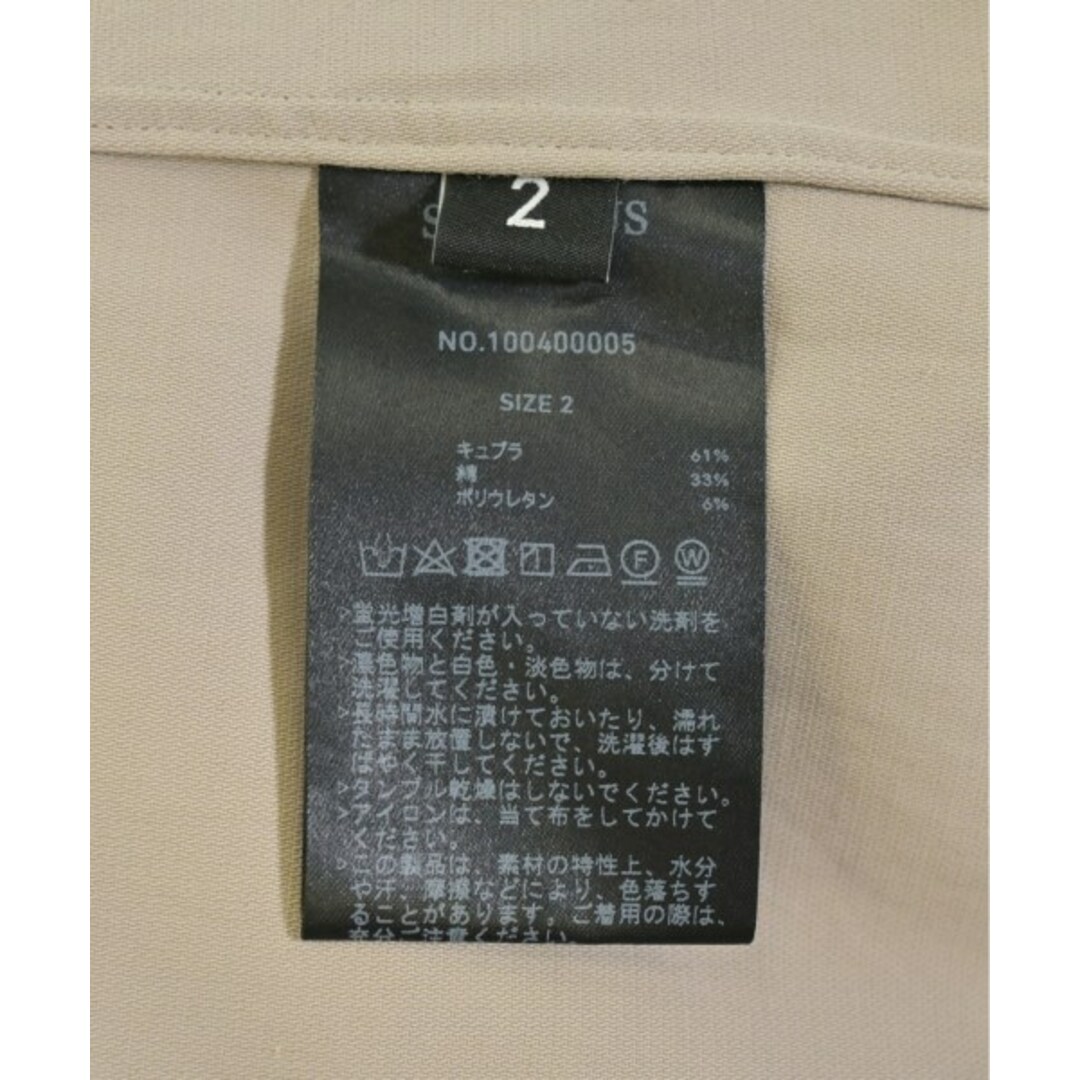 2
NO.100400005
SIZE 2
キュプラ 61%
綿 33%
ポリウレタン 6%
F W
>蛍光増白剤が入っていない洗剤を
ご使用ください。
>濃色物と白色・淡色物は、分けて
洗濯してください。
>長時間水に漬けておいたり、濡れ
たまま放置しないで、洗濯後はす
ばやく干してください。
>タンブル乾燥はしないでください。
>アイロンは、当て布をしてかけて
ください。
>この製品は、素材の特性上、水分
や汗、摩擦などにより、色落ちす
ることがあります。ご着用の際は、
充分ご注意ください。